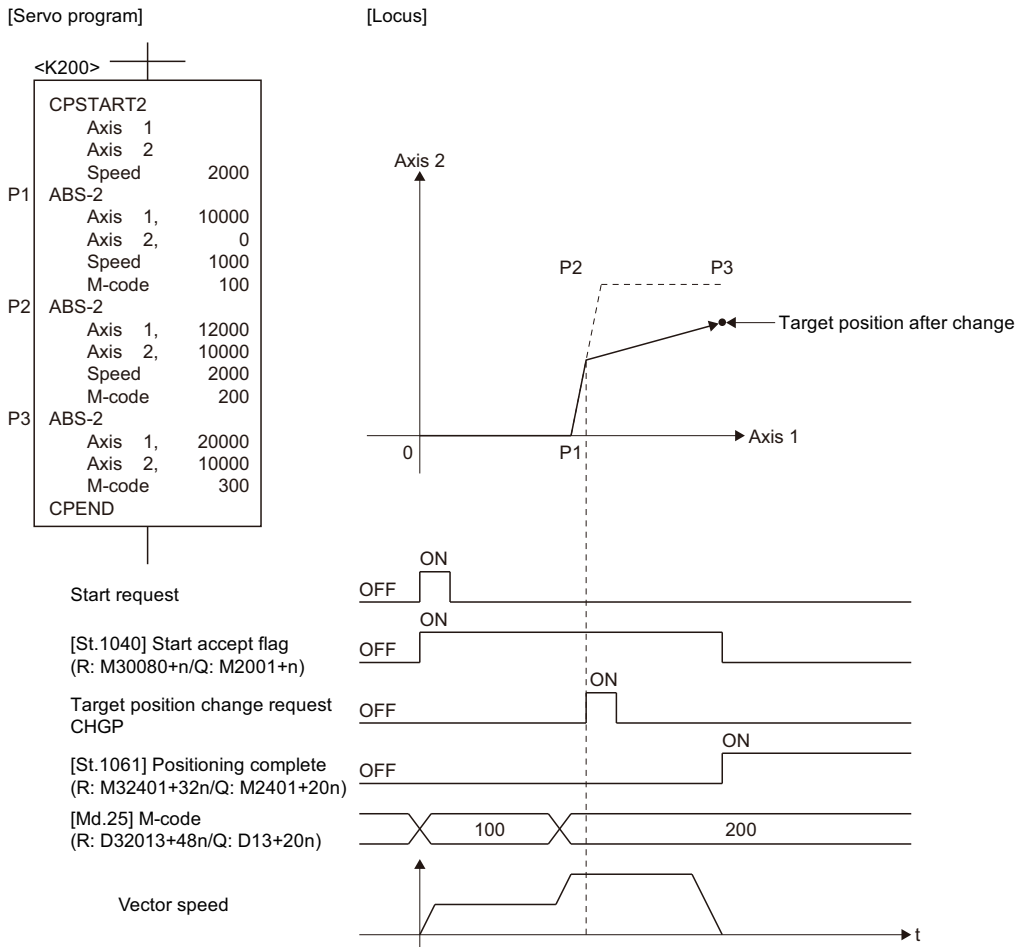 [Servo program]
[Locus]
<K200>
CPSTART2
Axis 1
Axis 2
Speed 2000
P1 ABS-2
Axis 1, 10000
Axis 2, 0
Speed 1000
M-code 100
P2 ABS-2
Axis 1, 12000
Axis 2, 10000
Speed 2000
M-code 200
P3 ABS-2
Axis 1, 20000
Axis 2, 10000
M-code 300
CPEND
Axis 2
P2 P3
Target position after change
Axis 1
0 P1
ON
Start request OFF
ON
[St.1040] Start accept flag OFF
(R: M30080+n/Q: M2001+n)
ON
Target position change request OFF
CHGP
ON
[St.1061] Positioning complete OFF
(R: M32401+32n/Q: M2401+20n)
[Md.25] M-code 100 200
(R: D32013+48n/Q: D13+20n)
Vector speed
t